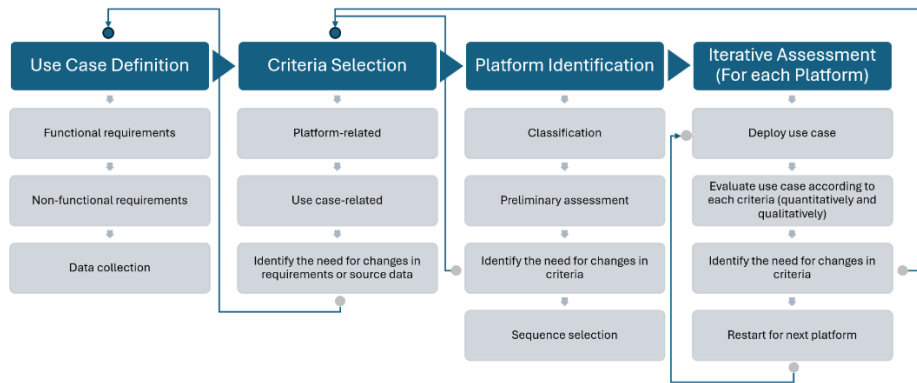 Use Case Definition
Functional requirements
Non-functional requirements
Data collection
Criteria Selection
Platform-related
Use case-related
Identify the need for changes in
requirements or source data
Platform Identification
Classification
Preliminary assessment
Identify the need for changes in
criteria
Sequence selection
Iterative Assessment
(For each Platform)
Deploy use case
Evaluate use case according to
each criteria (quantitatively and
qualitatively)
Identify the need for changes in
criteria
Restart for next platform